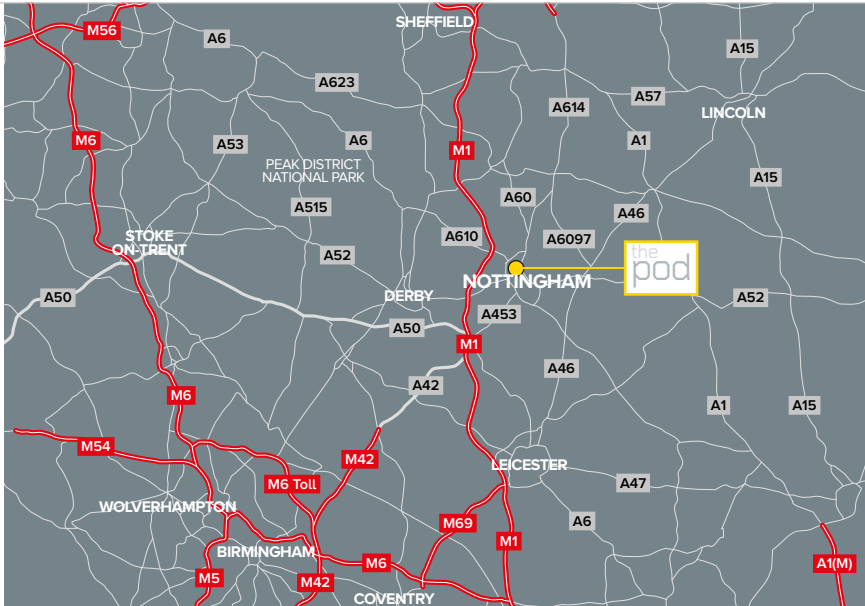 SHEFFIELD
M56
A6
A15
A623
A57
A614
LINCOLN
M6
A53
A6
M1
A1
PEAK DISTRICT
NATIONAL PARK
A15
A60
A515
A46
STOKE
ON-TRENT
A610
A6097
A52
the
pod
NOTTINGHAM
A50
DERBY
A52
A453
A50
M1
A46
A42
M6
A1
A15
M54
M42
LEICESTER
M6 Toll
A47
WOLVERHAMPTON
M69
A6
M1
BIRMINGHAM
M6
A1(M)
M5
M42
COVENTRY